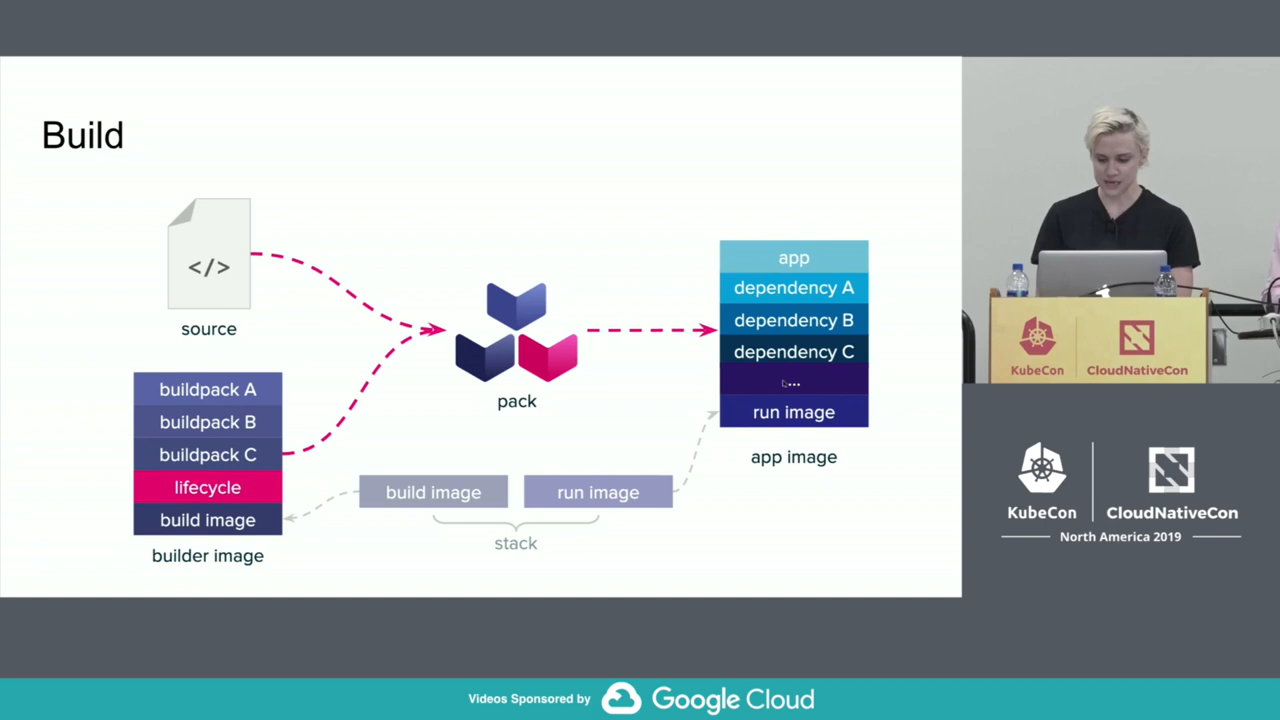 Build
</>
source
buildpack A
buildpack B
buildpack C
lifecycle
build image
builder image
pack
build image
run image
stack
app
dependency A
dependency B
dependency C
...
run image
app image
KubeCon
CloudNativeCon
KubeCon
CloudNativeCon
North America 2019
Videos Sponsored by
Google Cloud